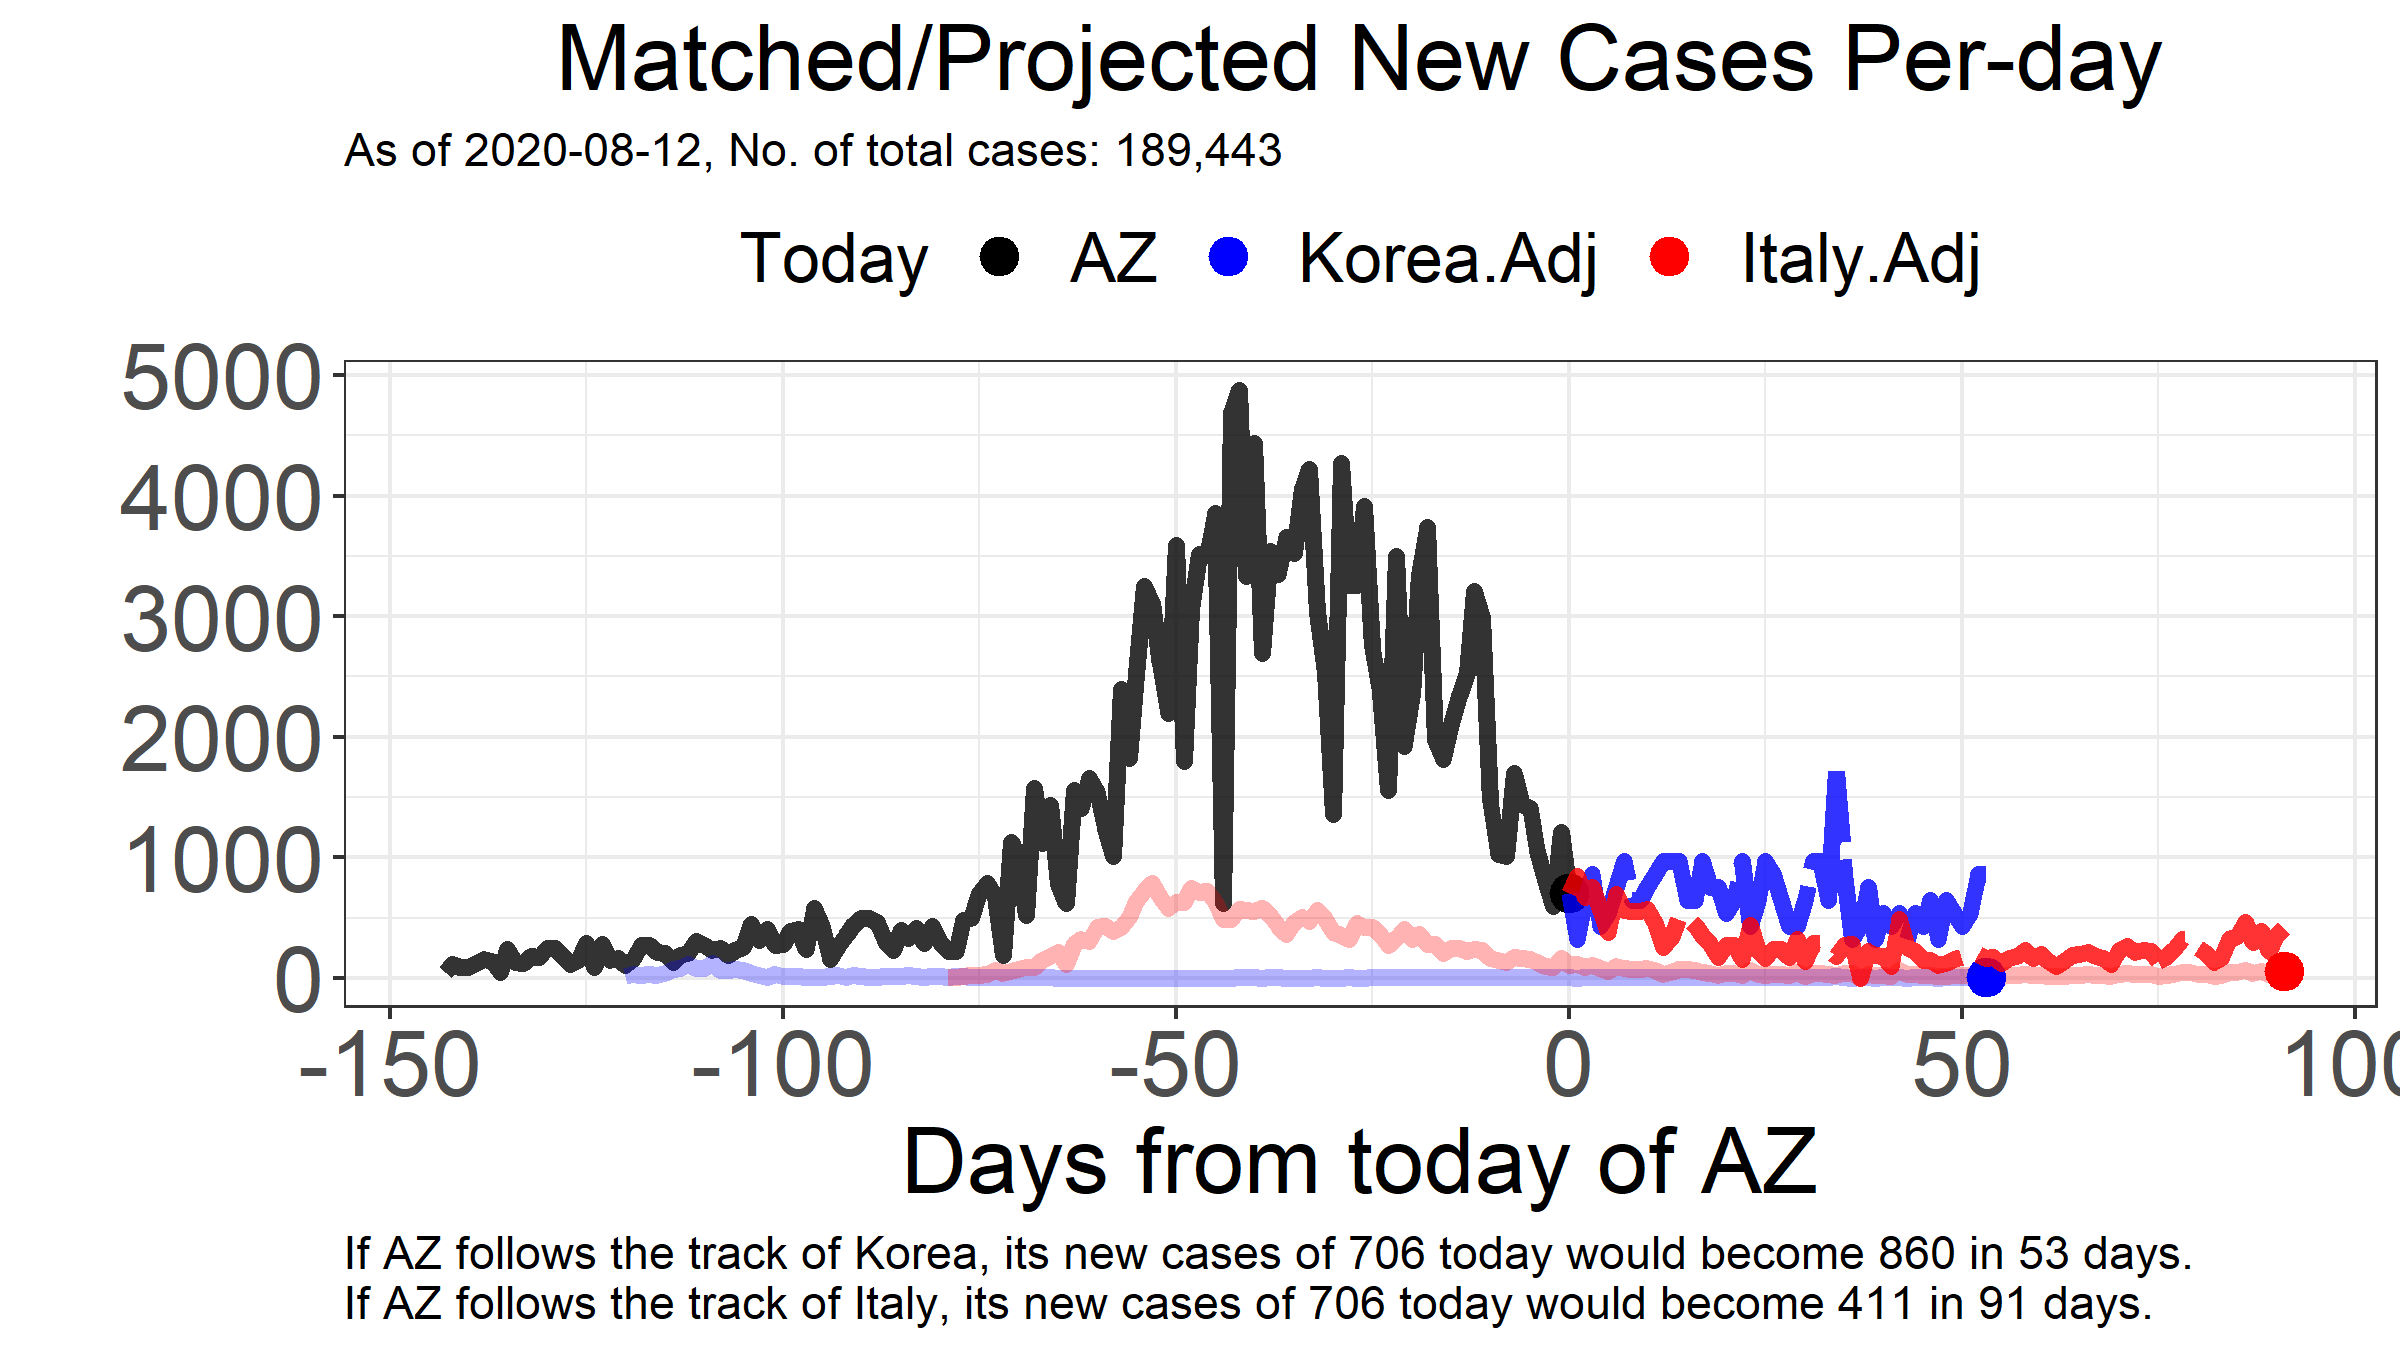 Matched/Projected New Cases Per-day
As of 2020-08-12, No. of total cases: 189,443
Today AZ Korea.Adj Italy.Adj
5000
4000
3000
2000
1000
0
-150 -100 -50 0 50 100
Days from today of AZ
If AZ follows the track of Korea, its new cases of 706 today would become 860 in 53 days.
If AZ follows the track of Italy, its new cases of 706 today would become 411 in 91 days.